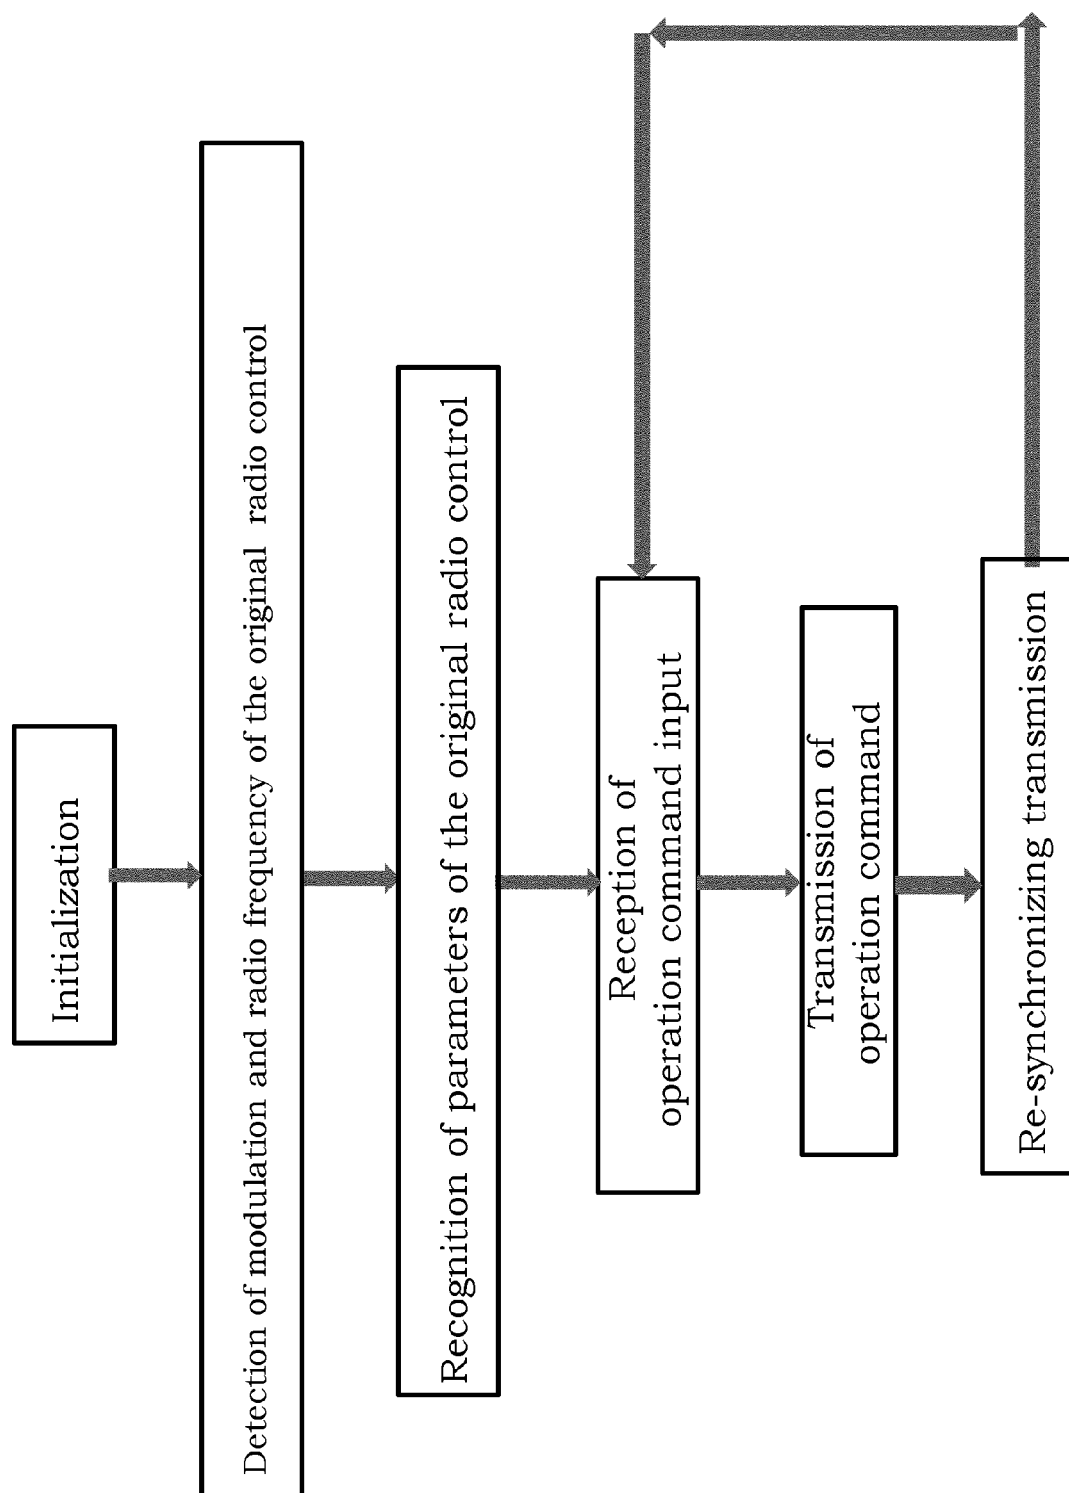 Initialization
Detection of modulation and radio frequency of the original radio control
Recognition of parameters of the original radio control
Reception of
operation command input
Transmission of
operation command
Re-synchronizing transmission